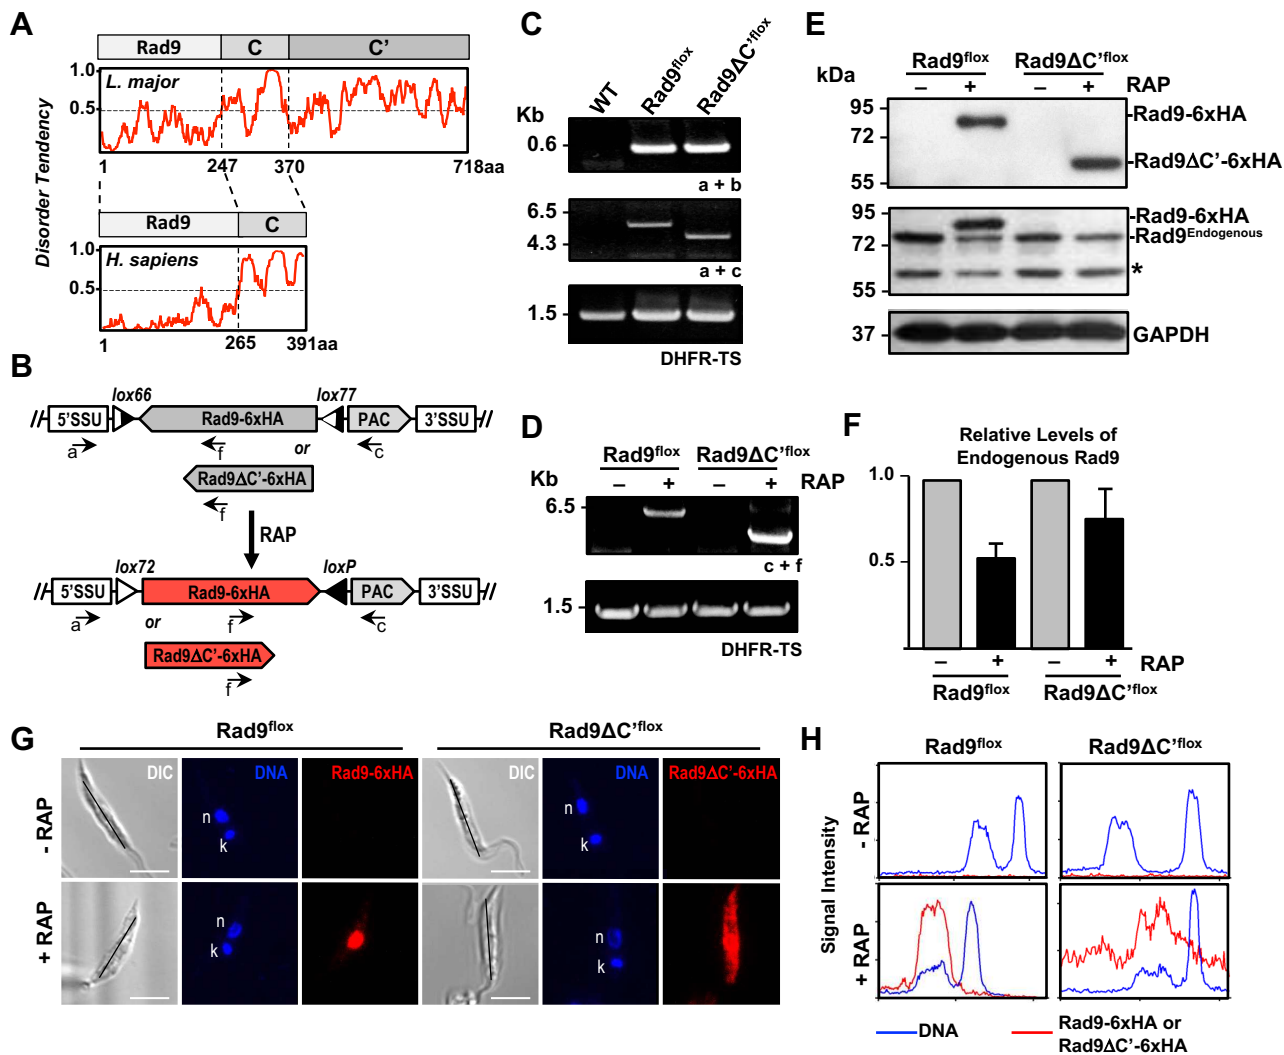 A
Rad9 C C'
1.0
L. major
0.5
1 247 370 718aa
Disorder Tendency
Rad9 C
1.0
H. sapiens
0.5
1 265 391aa
B
lox66 lox77
// 5'SSU Rad9-6xHA PAC 3'SSU //
a f or c
Rad9ΔC'-6xHA
f
RAP
lox72 loxP
// 5'SSU Rad9-6xHA PAC 3'SSU //
a or f c
Rad9ΔC'-6xHA
f
C
WT Rad9flox Rad9ΔC'flox
Kb
0.6
a + b
6.5
4.3
a + c
1.5
DHFR-TS
D
Rad9flox Rad9ΔC'flox
Kb – + – + RAP
6.5
c + f
1.5
DHFR-TS
E
Rad9flox Rad9ΔC'flox
kDa – + – + RAP
95 -Rad9-6xHA
72
-Rad9ΔC'-6xHA
55
95 -Rad9-6xHA
-Rad9Endogenous
72
*
55
37 GAPDH
F
Relative Levels of
Endogenous Rad9
1.0
0.5
– + – + RAP
Rad9flox Rad9ΔC'flox
G
Rad9flox Rad9ΔC'flox
- RAP
DIC DNA Rad9-6xHA DIC DNA Rad9ΔC'-6xHA
n
k
n
k
+ RAP
n
k
n
k
H
Rad9flox Rad9ΔC'flox
Signal Intensity
- RAP
+ RAP
DNA Rad9-6xHA or
Rad9ΔC'-6xHA